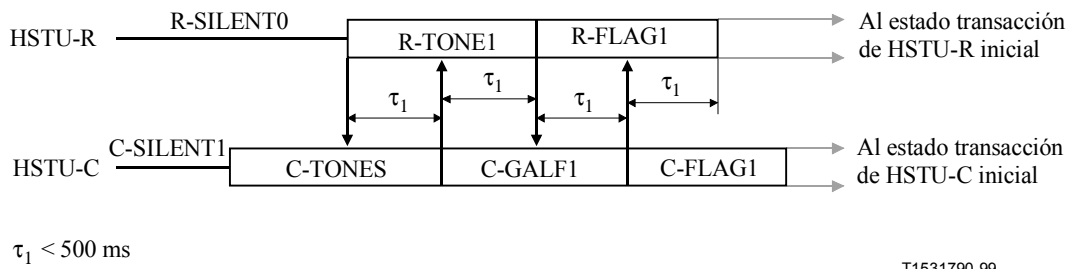 R-SILENT0
HSTU-R
R-TONE1
R-FLAG1
Al estado transacción
de HSTU-R inicial
τ1
τ1
τ1
τ1
C-SILENT1
HSTU-C
C-TONES
C-GALF1
C-FLAG1
Al estado transacción
de HSTU-C inicial
τ1 < 500 ms
T1531790-99